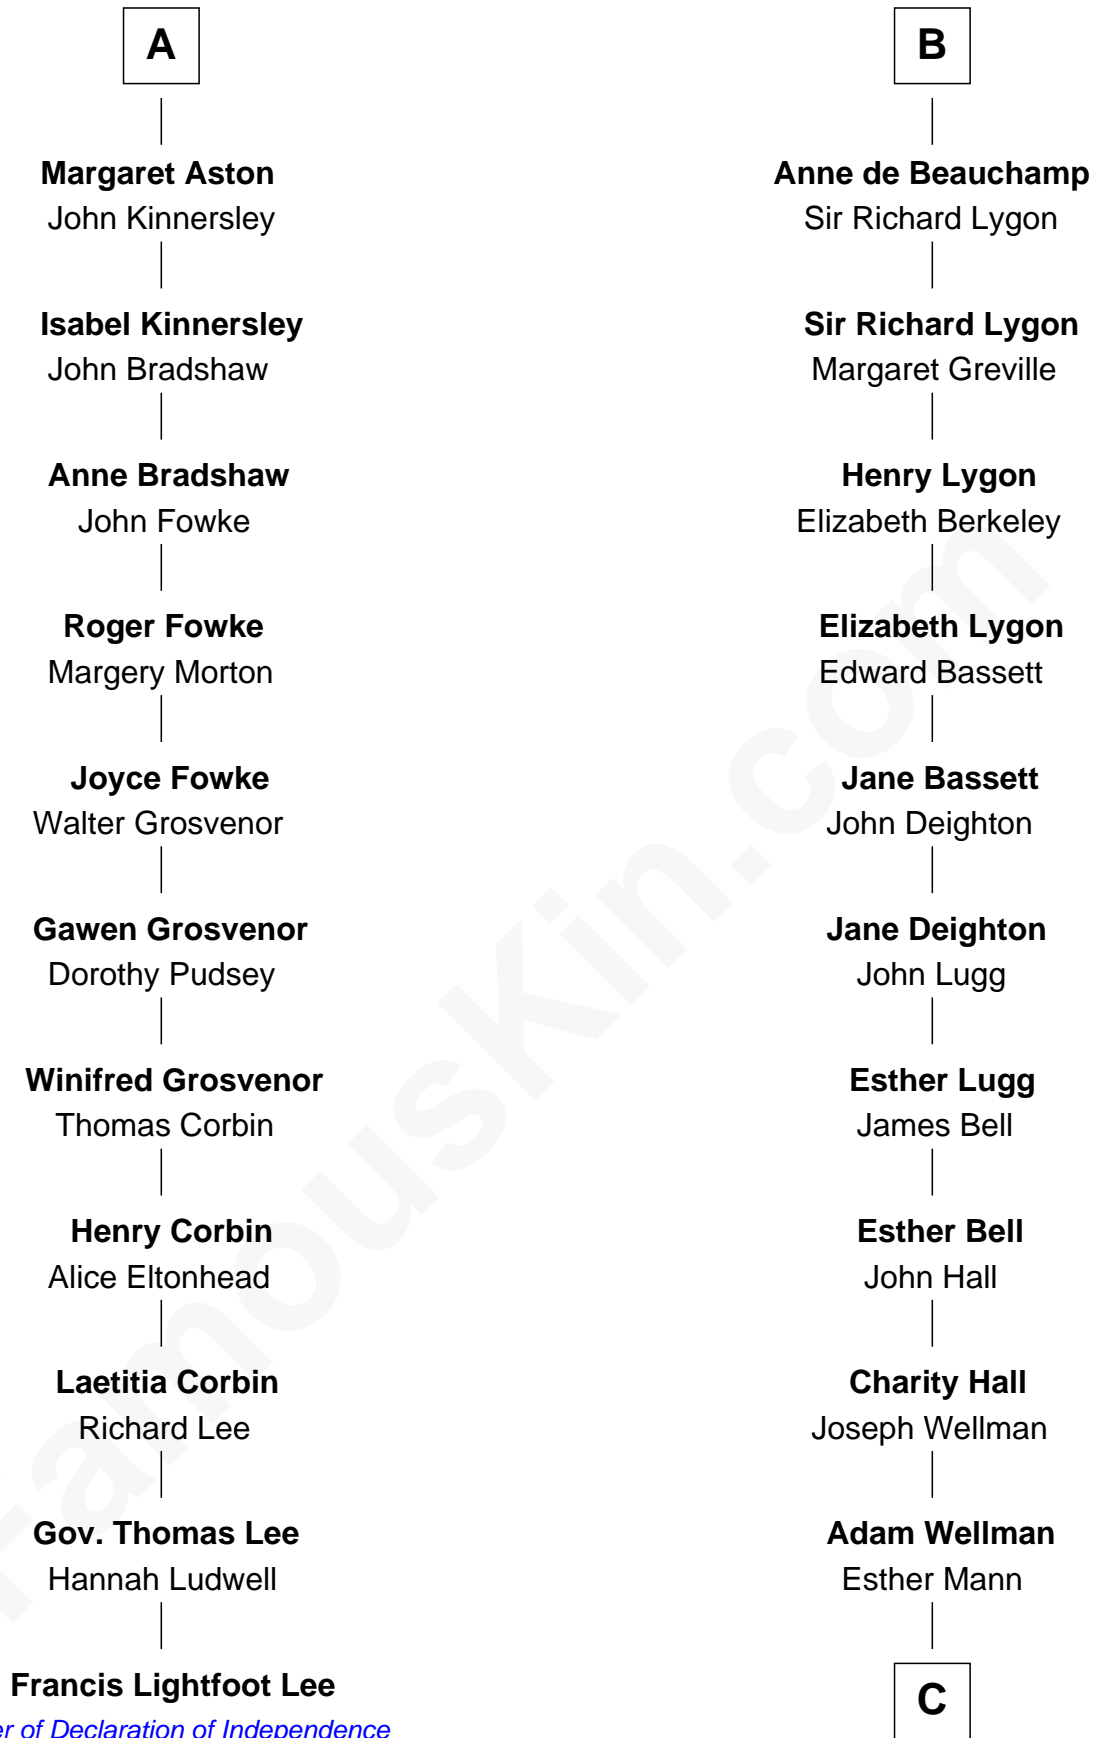 A
Margaret Aston
John Kinnersley
Isabel Kinnersley
John Bradshaw
Anne Bradshaw
John Fowke
Roger Fowke
Margery Morton
Joyce Fowke
Walter Grosvenor
Gawen Grosvenor
Dorothy Pudsey
Winifred Grosvenor
Thomas Corbin
Henry Corbin
Alice Eltonhead
Laetitia Corbin
Richard Lee
Gov. Thomas Lee
Hannah Ludwell
Francis Lightfoot Lee
of Declaration of Independence
B
Anne de Beauchamp
Sir Richard Lygon
Sir Richard Lygon
Margaret Greville
Henry Lygon
Elizabeth Berkeley
Elizabeth Lygon
Edward Bassett
Jane Bassett
John Deighton
Jane Deighton
John Lugg
Esther Lugg
James Bell
Esther Bell
John Hall
Charity Hall
Joseph Wellman
Adam Wellman
Esther Mann
C
FamousKin.com